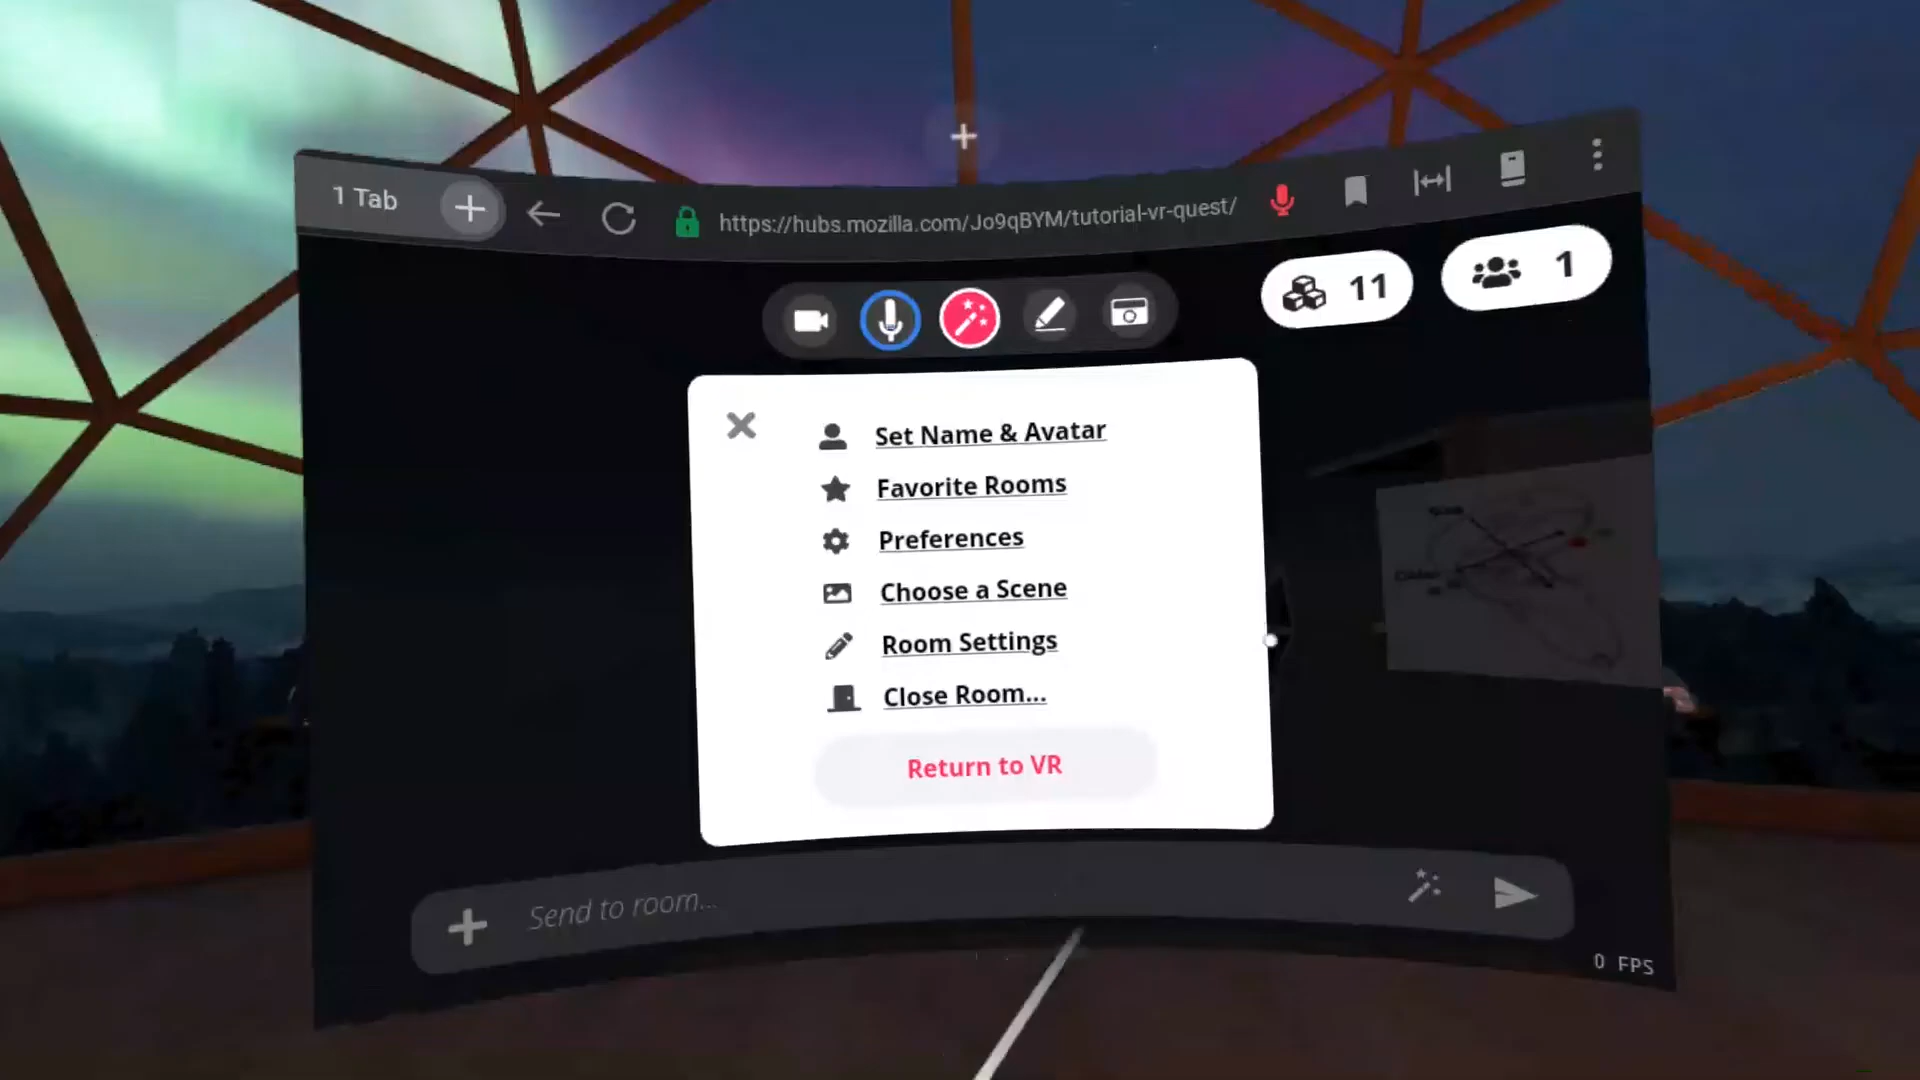 1 Tab
https://hubs.mozilla.com/Jo9qBYM/tutorial-vr-quest/
11
1
Set Name & Avatar
Favorite Rooms
Preferences
Choose a Scene
Room Settings
Close Room...
Return to VR
Send to room...
0 FPS